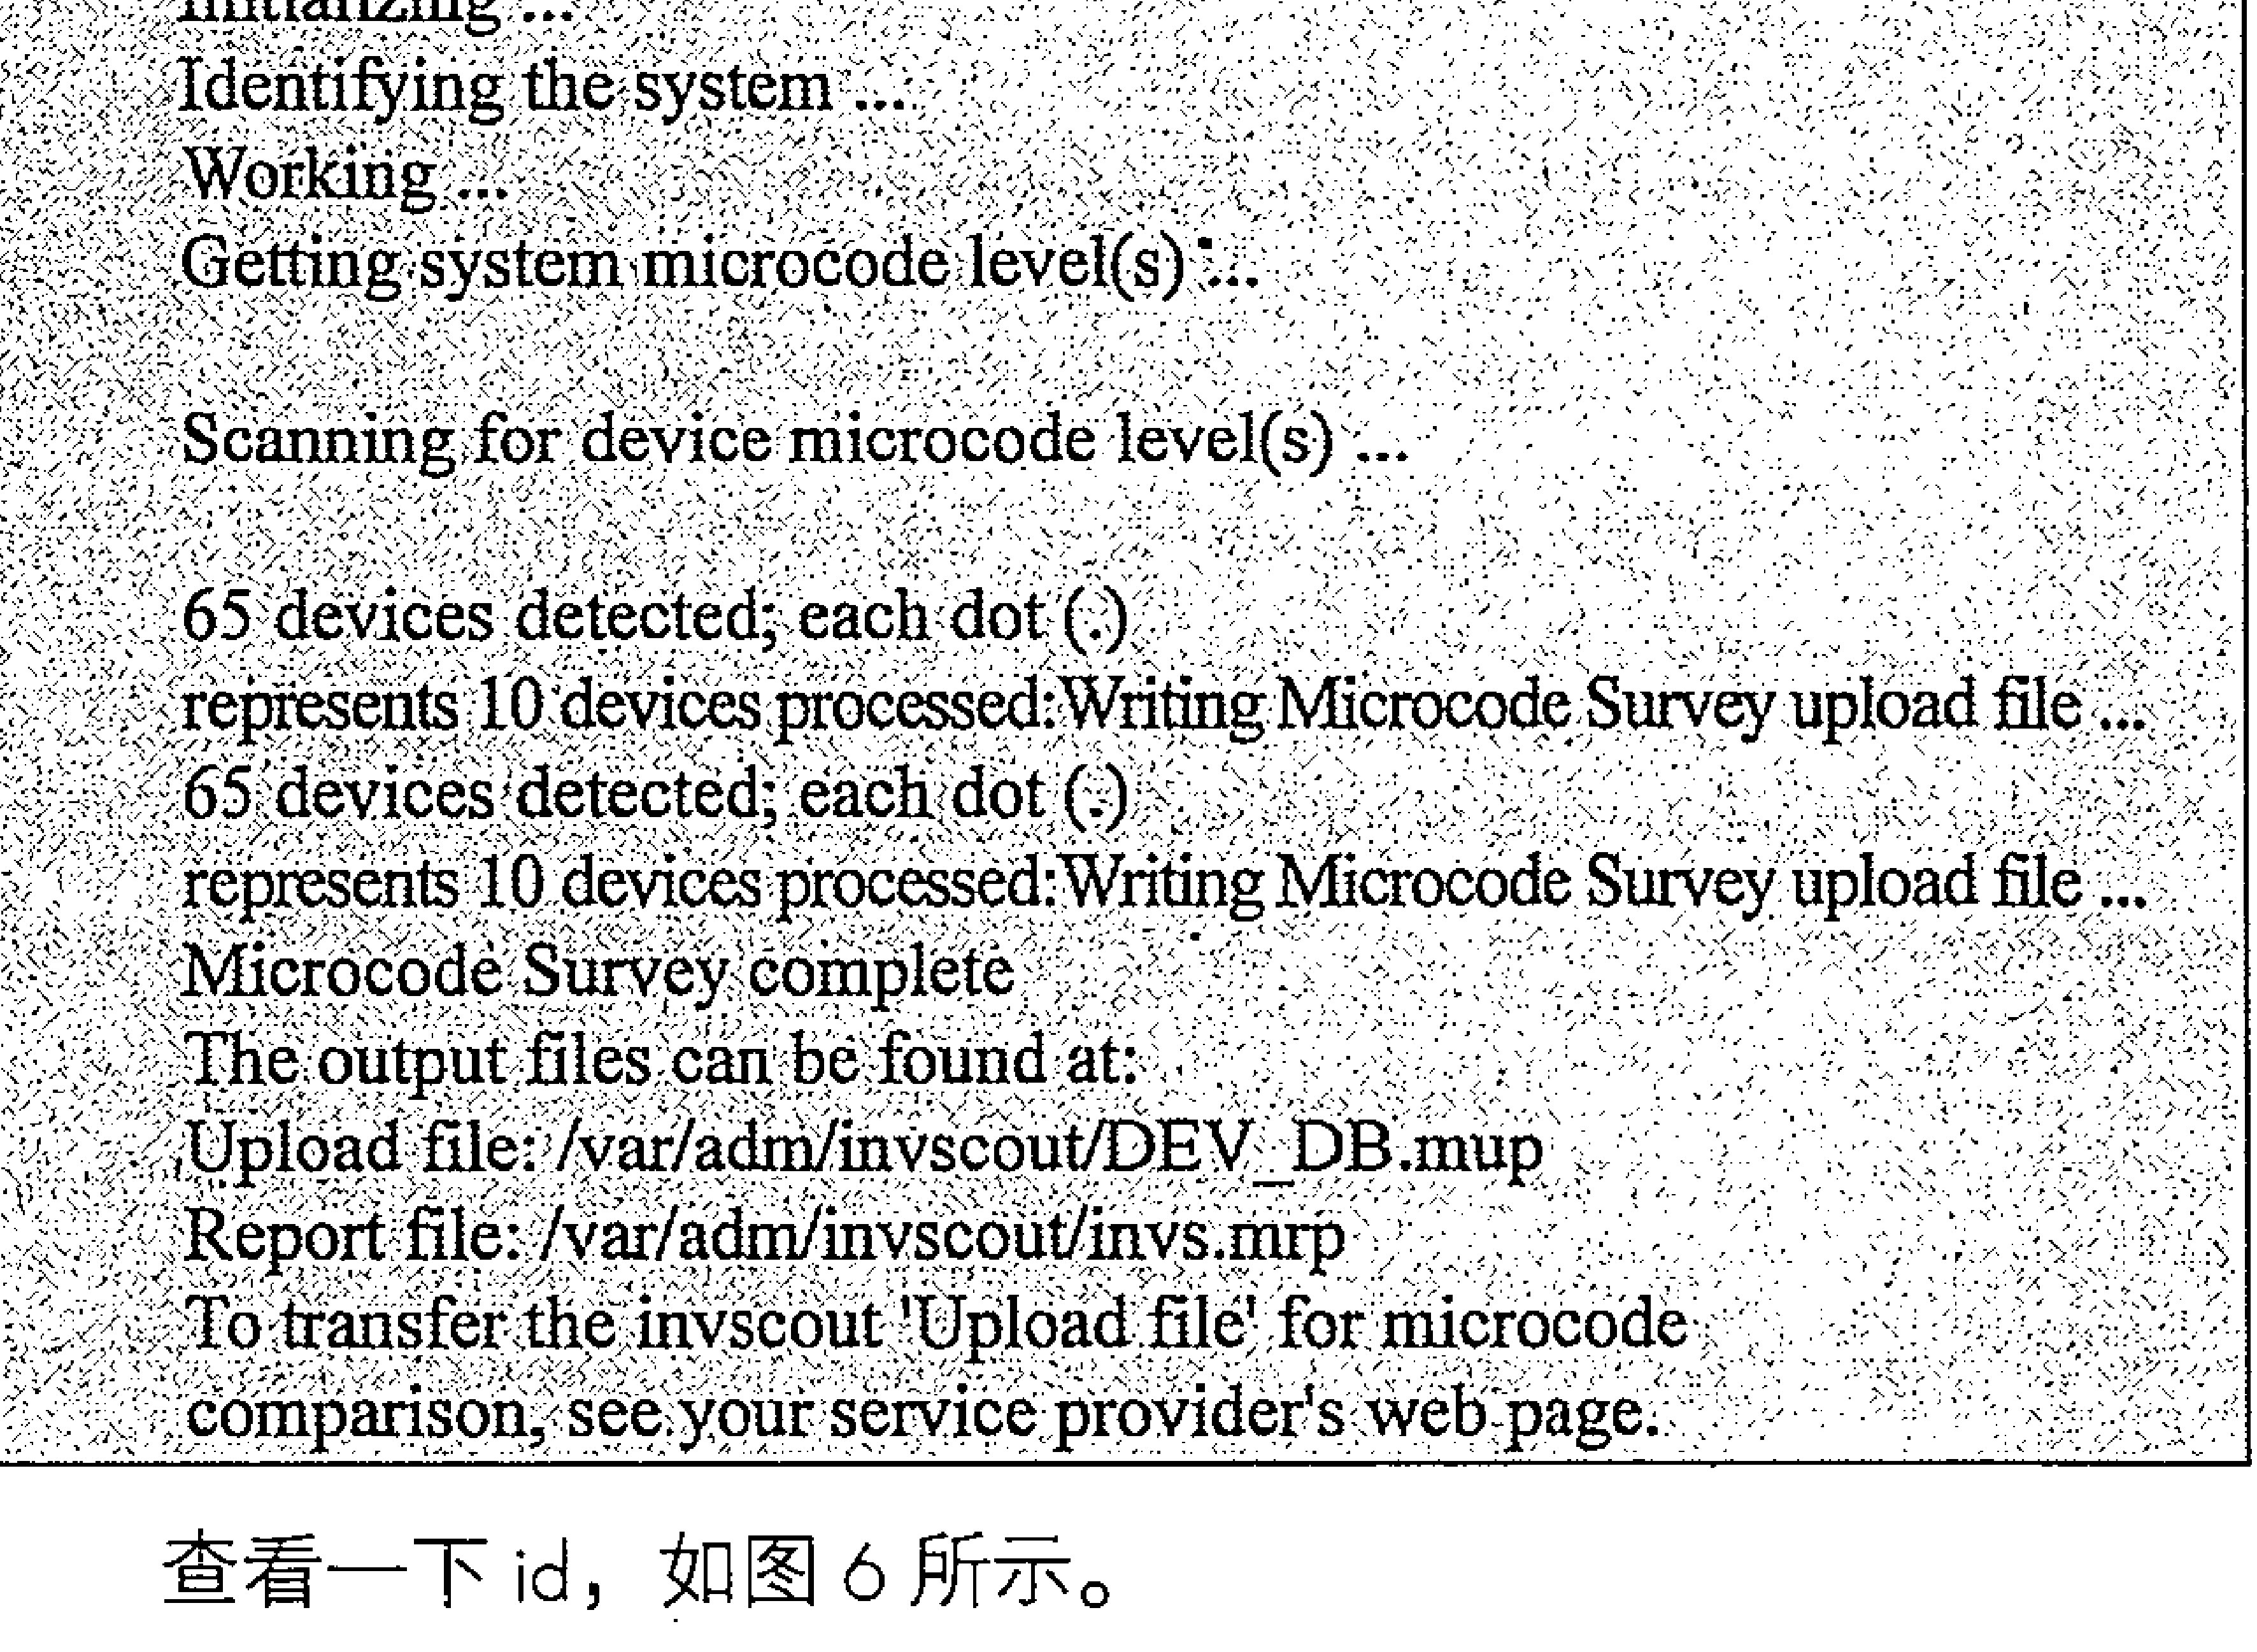 Initializing ...
Identifying the system ...
Working ...
Getting system microcode level(s) ...
Scanning for device microcode level(s) ...
65 devices detected; each dot (.)
represents 10 devices processed:Writing Microcode Survey upload file ...
65 devices detected; each dot (.)
represents 10 devices processed:Writing Microcode Survey upload file ...
Microcode Survey complete
The output files can be found at:
Upload file: /var/adm/invscout/DEV_DB.mup
Report file: /var/adm/invscout/invs.mrp
To transfer the invscout 'Upload file' for microcode
comparison, see your service provider's web page.
查看一下 id，如图 6 所示。